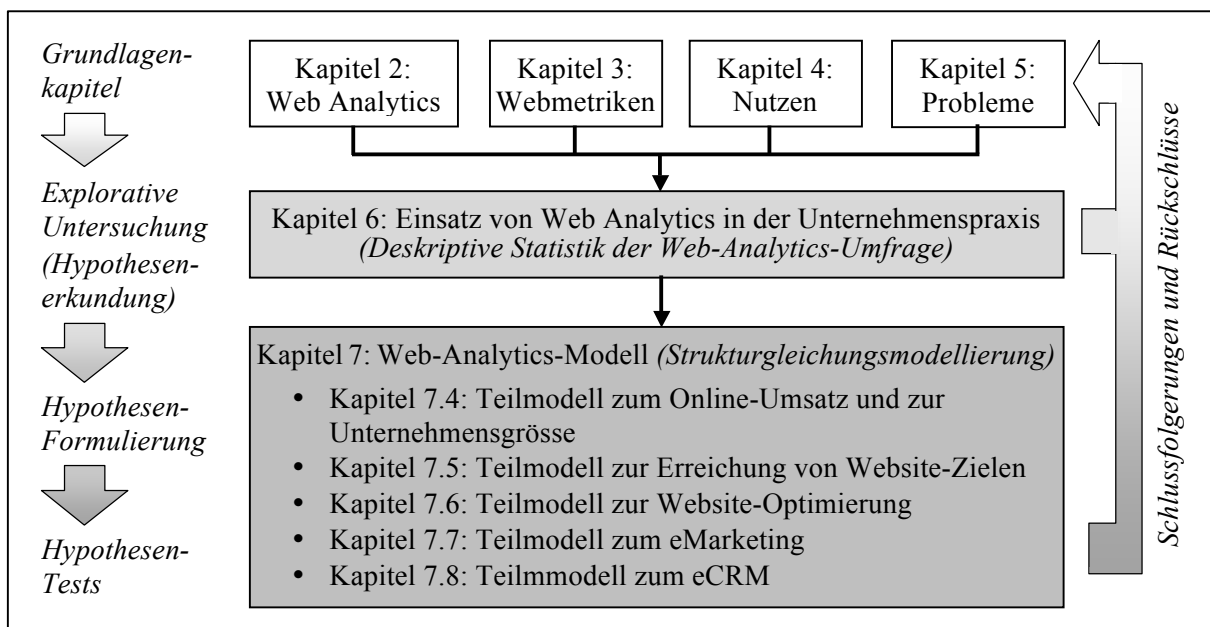 Grundlagen-
kapitel
Kapitel 2:
Web Analytics
Kapitel 3:
Webmetriken
Kapitel 4:
Nutzen
Kapitel 5:
Probleme
Explorative
Untersuchung
(Hypothesen-
erkundung)
Kapitel 6: Einsatz von Web Analytics in der Unternehmenspraxis
(Deskriptive Statistik der Web-Analytics-Umfrage)
Hypothesen-
Formulierung
Hypothesen-
Tests
Kapitel 7: Web-Analytics-Modell (Strukturgleichungsmodellierung)
• Kapitel 7.4: Teilmodell zum Online-Umsatz und zur
Unternehmensgrösse
• Kapitel 7.5: Teilmodell zur Erreichung von Website-Zielen
• Kapitel 7.6: Teilmodell zur Website-Optimierung
• Kapitel 7.7: Teilmodell zum eMarketing
• Kapitel 7.8: Teilmmodell zum eCRM
Schlussfolgerungen und Rückschlüsse